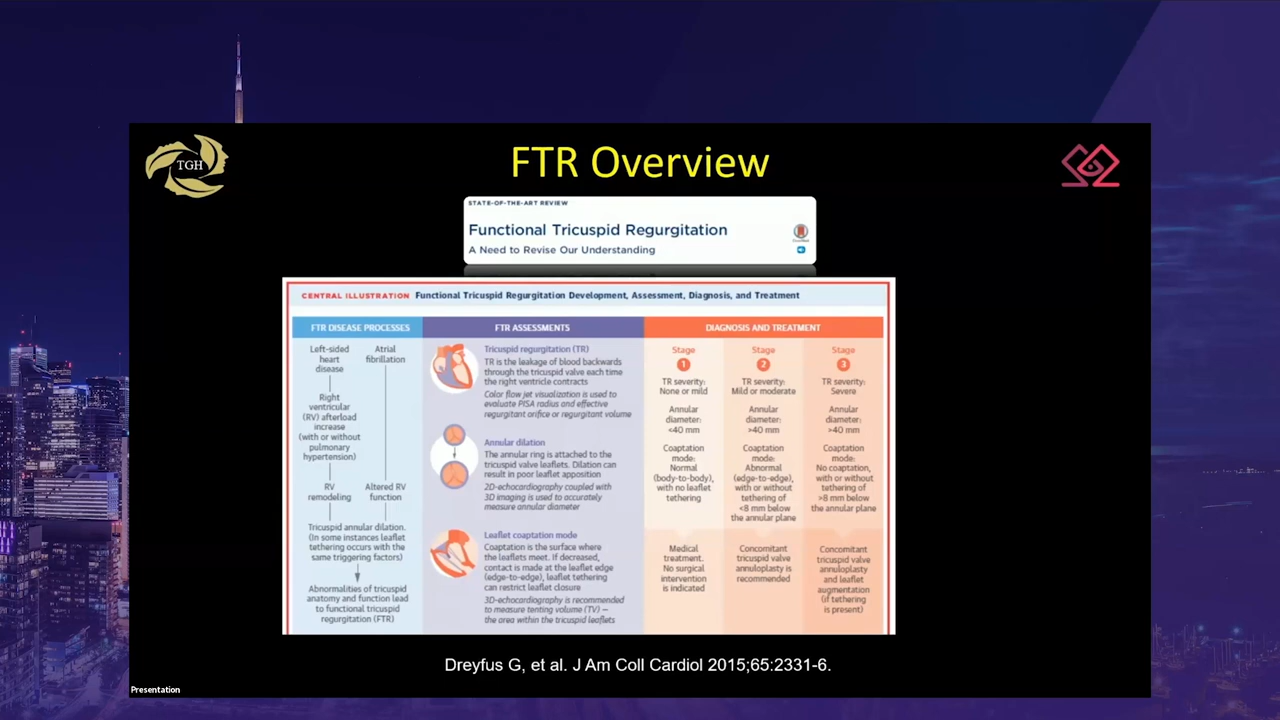 TGH
FTR Overview
STATE-OF-THE-ART REVIEW
Functional Tricuspid Regurgitation
A Need to Revise Our Understanding
CENTRAL ILLUSTRATION Functional Tricuspid Regurgitation Development, Assessment, Diagnosis, and Treatment
FTR DISEASE PROCESSES
Left-sided
heart
disease
Atrial
fibrillation
Right
ventricular
(RV) afterload
increase
(with or without
pulmonary
hypertension)
RV
remodeling
Altered RV
function
Tricuspid annular dilation.
(In some instances leaflet
tethering occurs with the
same triggering factors)
Abnormalities of tricuspid
anatomy and function lead
to functional tricuspid
regurgitation (FTR)
FTR ASSESSMENTS
Tricuspid regurgitation (TR)
TR is the leakage of blood backwards
through the tricuspid valve each time
the right ventricle contracts
Color flow jet visualization is used to
evaluate PISA radius and effective
regurgitant orifice or regurgitant volume
Annular dilation
The annular ring is attached to the
tricuspid valve leaflets. Dilation can
result in poor leaflet apposition
2D-echocardiography coupled with
3D imaging is used to accurately
measure annular diameter
Leaflet coaptation mode
Coaptation is the surface where
the leaflets meet. If decreased,
contact is made at the leaflet edge
(edge-to-edge), leaflet tethering
can restrict leaflet closure
3D-echocardiography is recommended
to measure tenting volume (TV) —
the area within the tricuspid leaflets
DIAGNOSIS AND TREATMENT
Stage
1
TR severity:
None or mild
Annular
diameter:
<40 mm
Coaptation
mode:
Normal
(body-to-body),
with no leaflet
tethering
Medical
treatment.
No surgical
intervention
is indicated
Stage
2
TR severity:
Mild or moderate
Annular
diameter:
>40 mm
Coaptation
mode:
Abnormal
(edge-to-edge),
with or without
tethering of
<8 mm below
the annular plane
Concomitant
tricuspid valve
annuloplasty is
recommended
Stage
3
TR severity:
Severe
Annular
diameter:
>40 mm
Coaptation
mode:
No coaptation,
with or without
tethering of
>8 mm below
the annular plane
Concomitant
tricuspid valve
annuloplasty
and leaflet
augmentation
(if tethering
is present)
Dreyfus G, et al. J Am Coll Cardiol 2015;65:2331-6.
Presentation